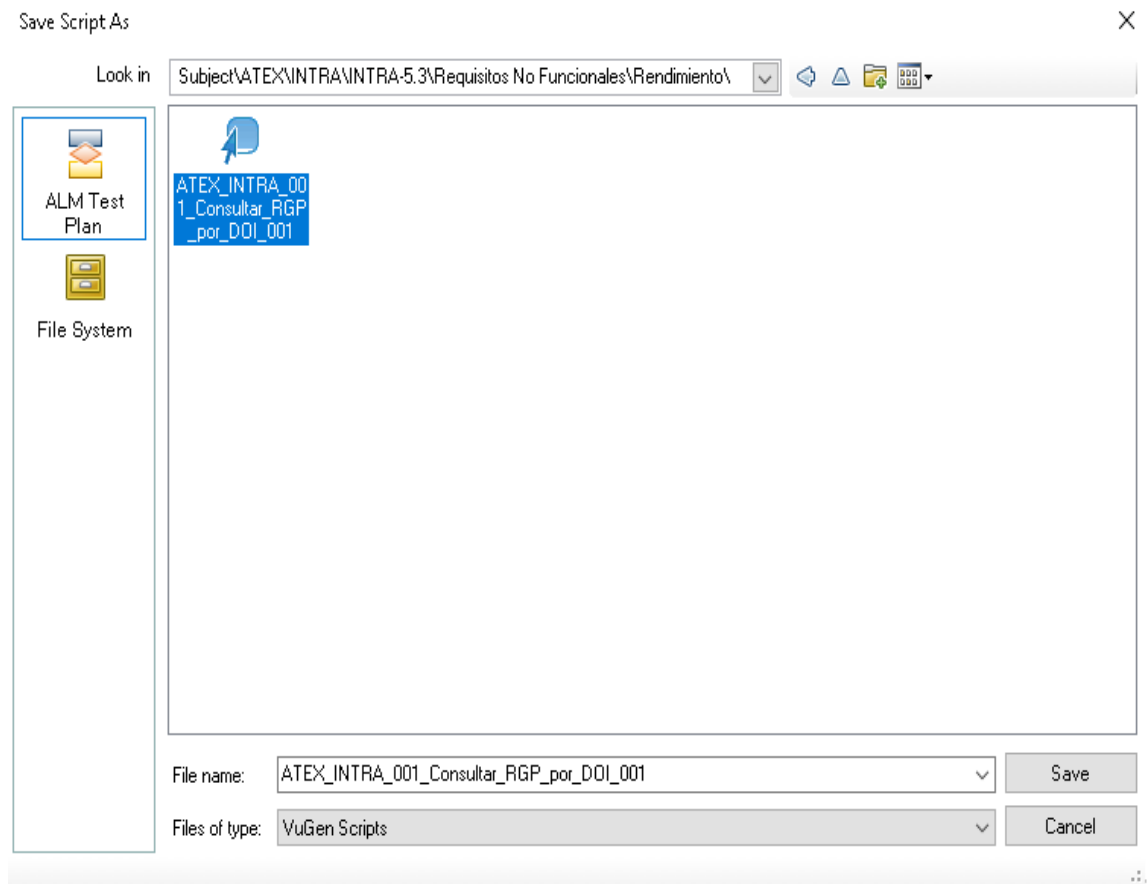 Save Script As
Look in
Subject\ATEX\INTRA\INTRA-5.3\Requisitos No Funcionales\Rendimiento\
ALM Test
Plan
File System
ATEX_INTRA_00
1_Consultar_RGP
_por_DOI_001
File name:
ATEX_INTRA_001_Consultar_RGP_por_DOI_001
Save
Files of type:
VuGen Scripts
Cancel